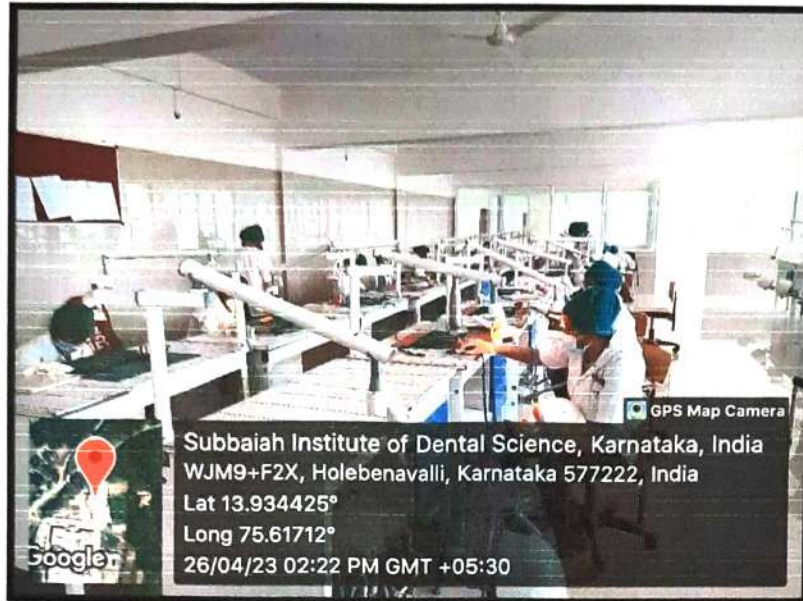 GPS Map Camera
Subbaiah Institute of Dental Science, Karnataka, India
WJM9+F2X, Holebenavalli, Karnataka 577222, India
Lat 13.934425°
Long 75.61712°
26/04/23 02:22 PM GMT +05:30
Google